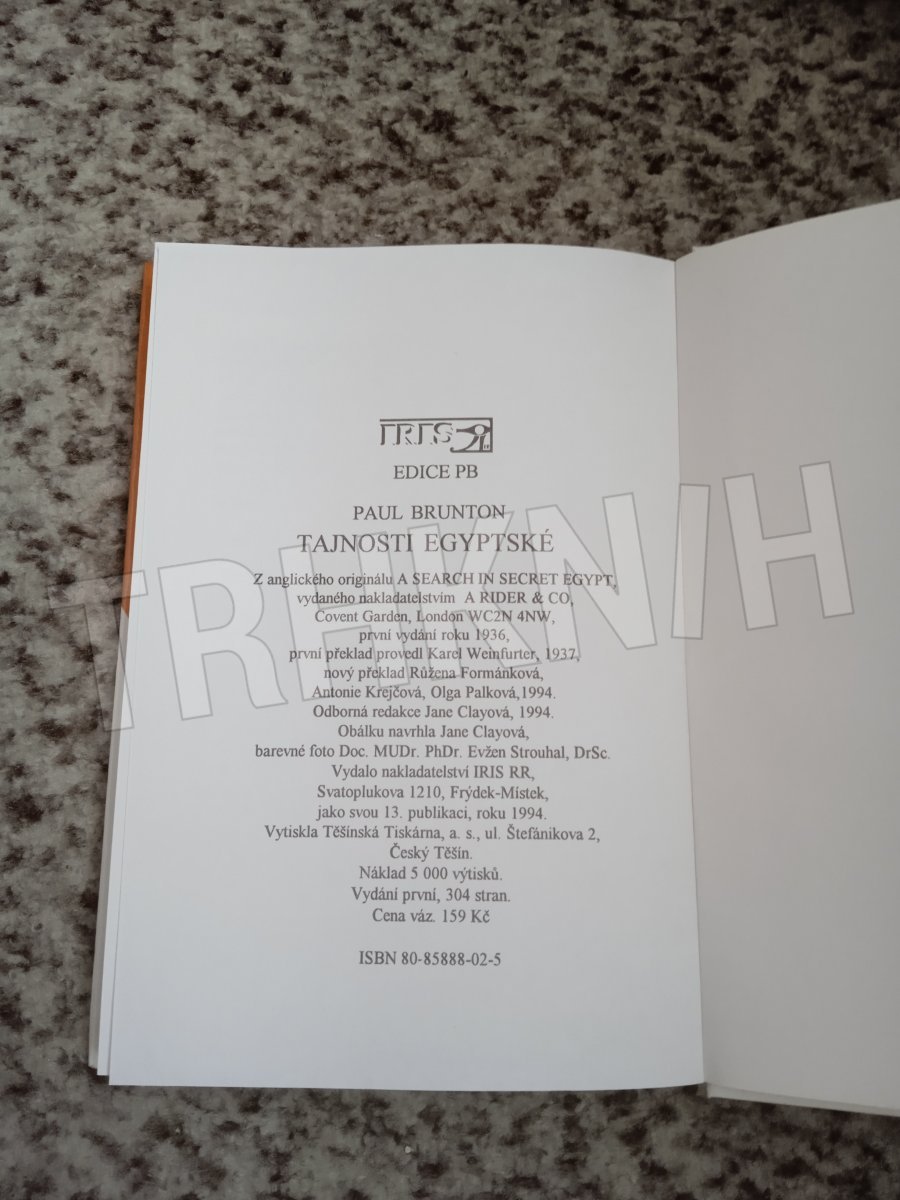 IRIS RR
EDICE PB
PAUL BRUNTON
TAJNOSTI EGYPTSKÉ
Z anglického originálu A SEARCH IN SECRET EGYPT,
vydaného nakladatelstvím A RIDER & CO,
Covent Garden, London WC2N 4NW,
první vydání roku 1936,
první překlad provedl Karel Weinfurter, 1937,
nový překlad Růžena Formánková,
Antonie Krejčová, Olga Palková, 1994.
Odborná redakce Jane Clayová, 1994.
Obálku navrhla Jane Clayová,
barevné foto Doc. MUDr. PhDr. Evžen Strouhal, DrSc.
Vydalo nakladatelství IRIS RR,
Svatoplukova 1210, Frýdek-Místek,
jako svou 13. publikaci, roku 1994.
Vytiskla Těšínská Tiskárna, a. s., ul. Štefánikova 2,
Český Těšín.
Náklad 5 000 výtisků.
Vydání první, 304 stran.
Cena váz. 159 Kč
ISBN 80-85888-02-5
TRHKNIH